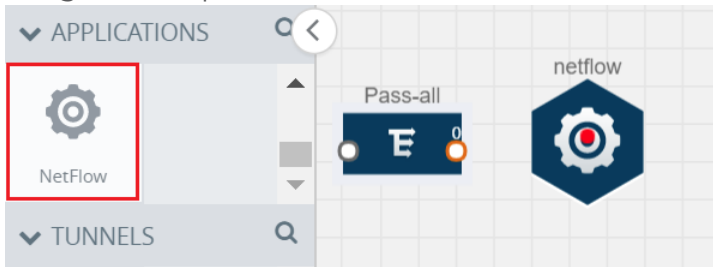 APPLICATIONS
NetFlow
TUNNELS
Pass-all
0
netflow